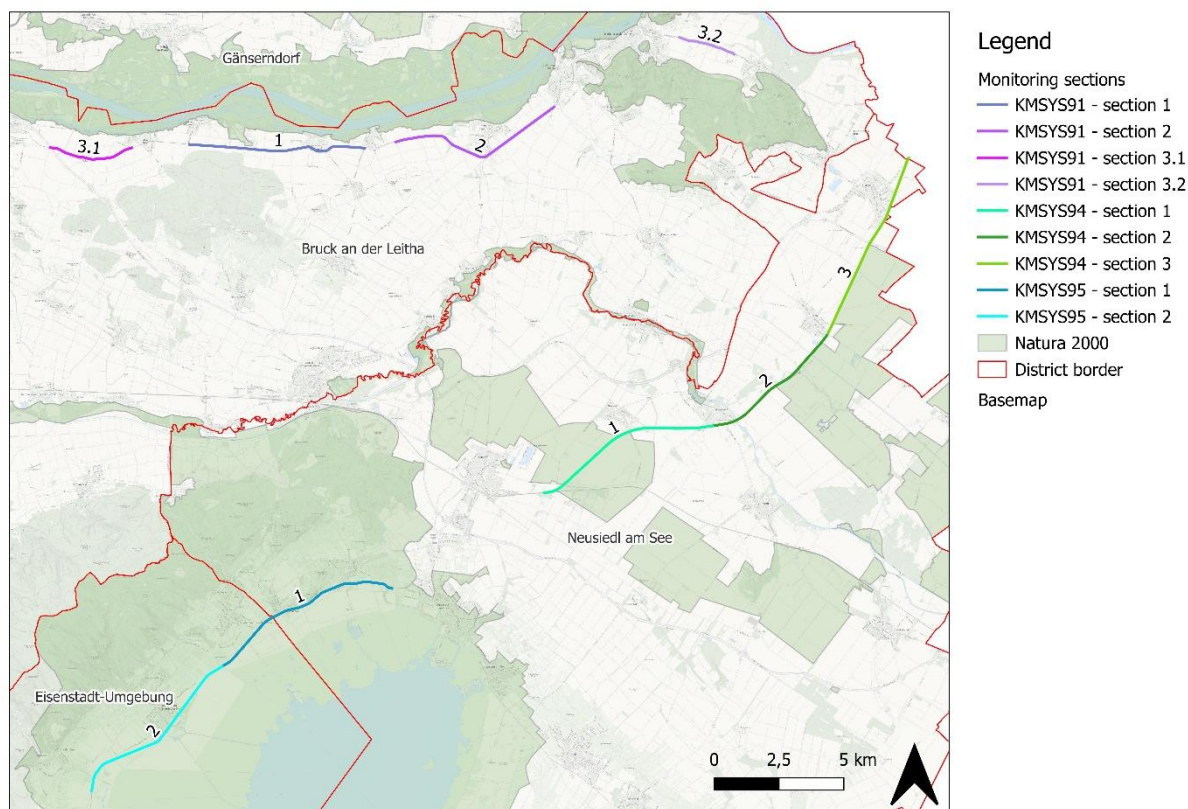 Gänserndorf
3.2
3.1
1
2
Bruck an der Leitha
3
2
1
Neusiedl am See
1
Eisenstadt-Umgebung
2
0 2,5 5 km
Legend
Monitoring sections
KMSYS91 - section 1
KMSYS91 - section 2
KMSYS91 - section 3.1
KMSYS91 - section 3.2
KMSYS94 - section 1
KMSYS94 - section 2
KMSYS94 - section 3
KMSYS95 - section 1
KMSYS95 - section 2
Natura 2000
District border
Basemap